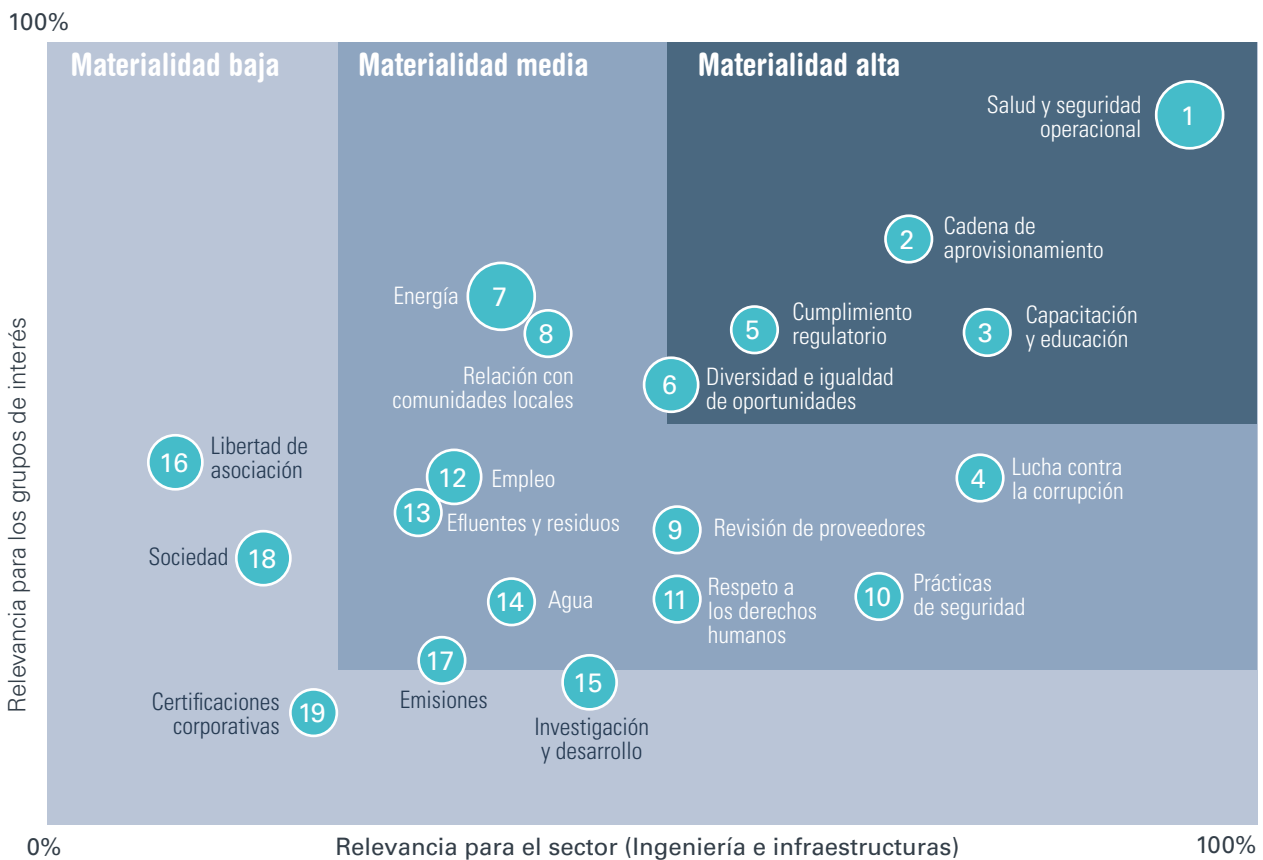 100%
Materialidad baja
Materialidad media
Materialidad alta
Salud y seguridad
operacional
1
2
Cadena de
aprovisionamiento
Energía
7
8
Relación con
comunidades locales
5
Cumplimiento
regulatorio
3
Capacitación
y educación
6
Diversidad e igualdad
de oportunidades
16
Libertad de
asociación
12
Empleo
13
Efluentes y residuos
4
Lucha contra
la corrupción
9
Revisión de proveedores
Sociedad
18
14
Agua
11
Respeto a
los derechos
humanos
10
Prácticas
de seguridad
17
Emisiones
15
Investigación
y desarrollo
Certificaciones
corporativas
19
Relevancia para los grupos de interés
0%
Relevancia para el sector (Ingeniería e infraestructuras)
100%